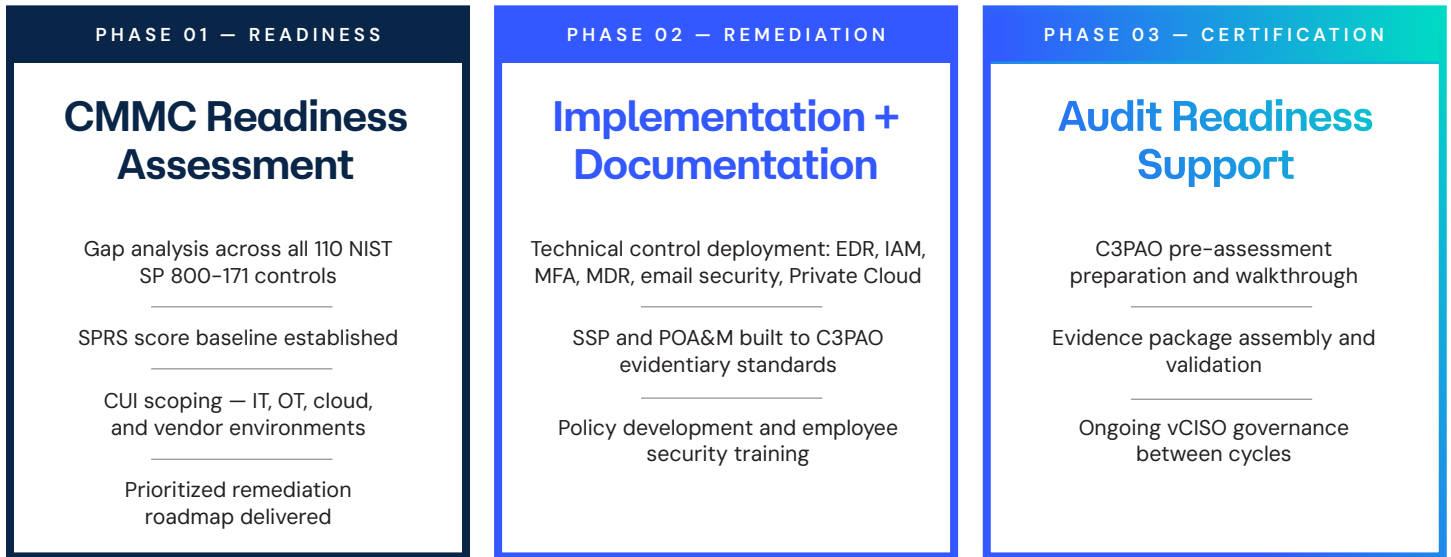 PHASE 01 — READINESS
CMMC Readiness
Assessment
Gap analysis across all 110 NIST
SP 800-171 controls
SPRS score baseline established
CUI scoping — IT, OT, cloud,
and vendor environments
Prioritized remediation
roadmap delivered
PHASE 02 — REMEDIATION
Implementation +
Documentation
Technical control deployment: EDR, IAM,
MFA, MDR, email security, Private Cloud
SSP and POA&M built to C3PAO
evidentiary standards
Policy development and employee
security training
PHASE 03 — CERTIFICATION
Audit Readiness
Support
C3PAO pre-assessment
preparation and walkthrough
Evidence package assembly and
validation
Ongoing vCISO governance
between cycles